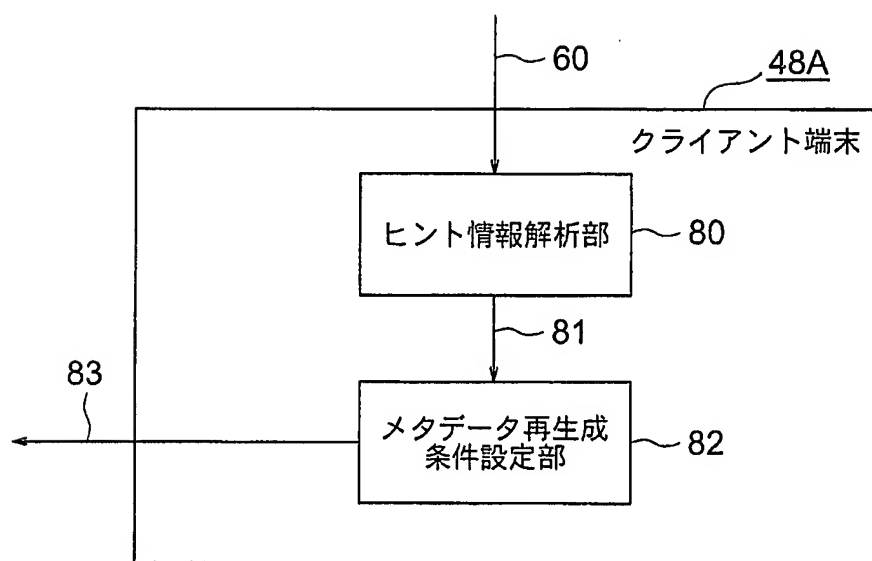 60
48A
クライアント端末
ヒント情報解析部
80
81
83
メタデータ再生成
条件設定部
82